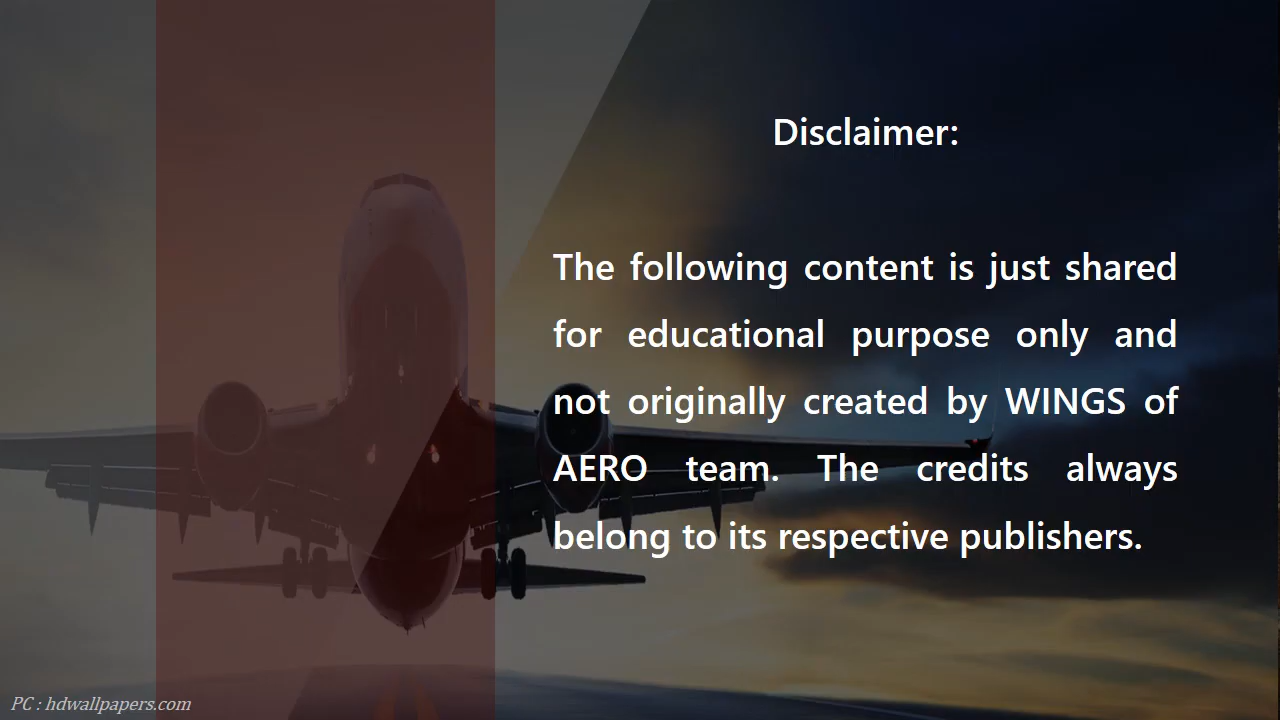 Disclaimer:
The following content is just shared
for educational purpose only and
not originally created by WINGS of
AERO team. The credits always
belong to its respective publishers.
PC : hdwallpapers.com